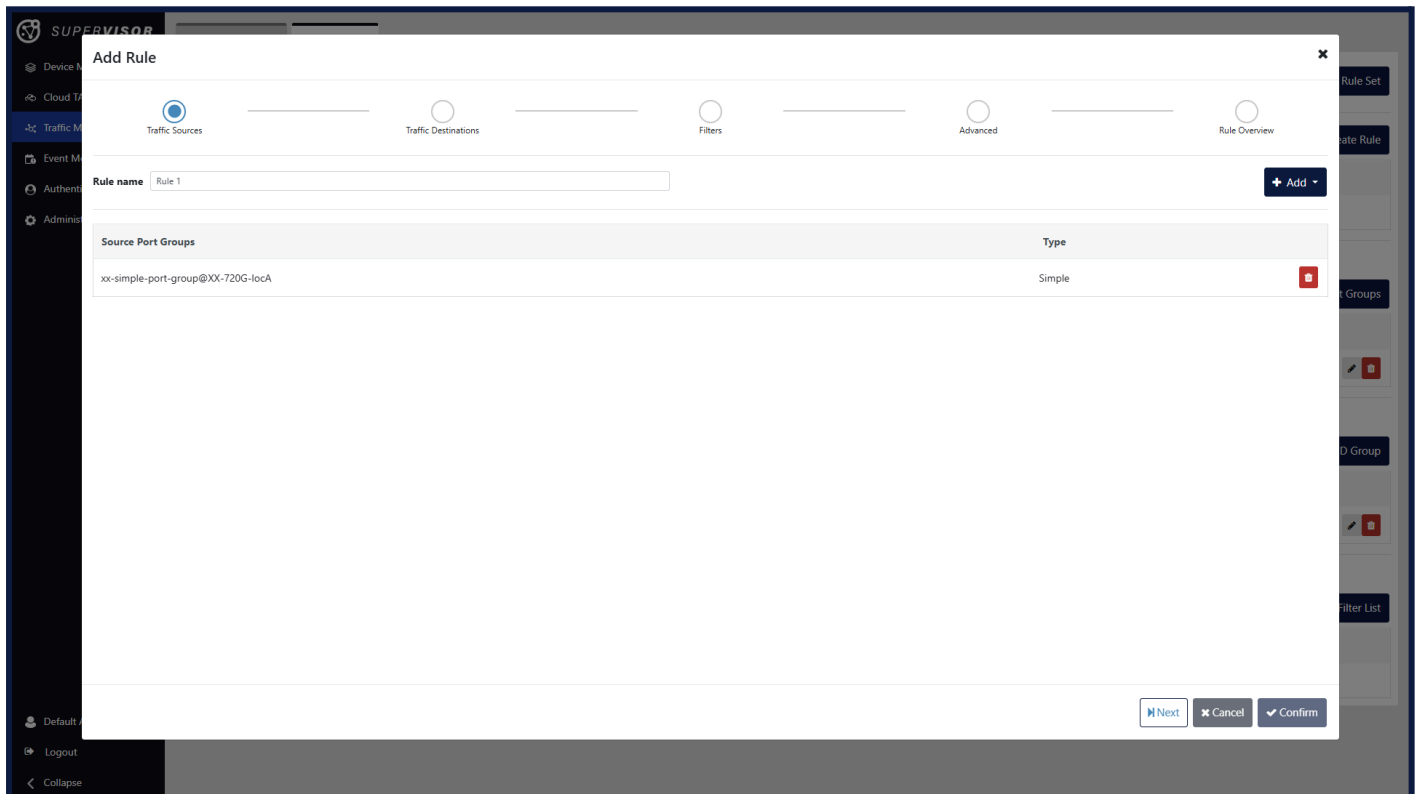 SUPERVISOR
Add Rule
Device M
Rule Set
Cloud TA
Traffic M
Traffic Sources
Traffic Destinations
Filters
Advanced
Rule Overview
eate Rule
Event Mo
Rule name
Rule 1
Add
Authenti
Administ
Source Port Groups
Type
xx-simple-port-group@XX-720G-locA
Simple
t Groups
D Group
Filter List
Next
Cancel
Confirm
Default A
Logout
Collapse